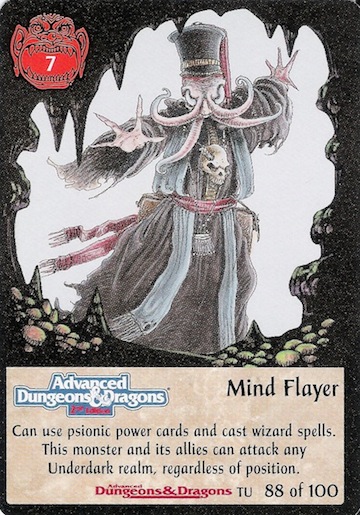 7
Advanced
Dungeons & Dragons®
2nd Edition
Mind Flayer
Can use psionic power cards and cast wizard spells.
This monster and its allies can attack any
Underdark realm, regardless of position.
Advanced
Dungeons & Dragons TU 88 of 100